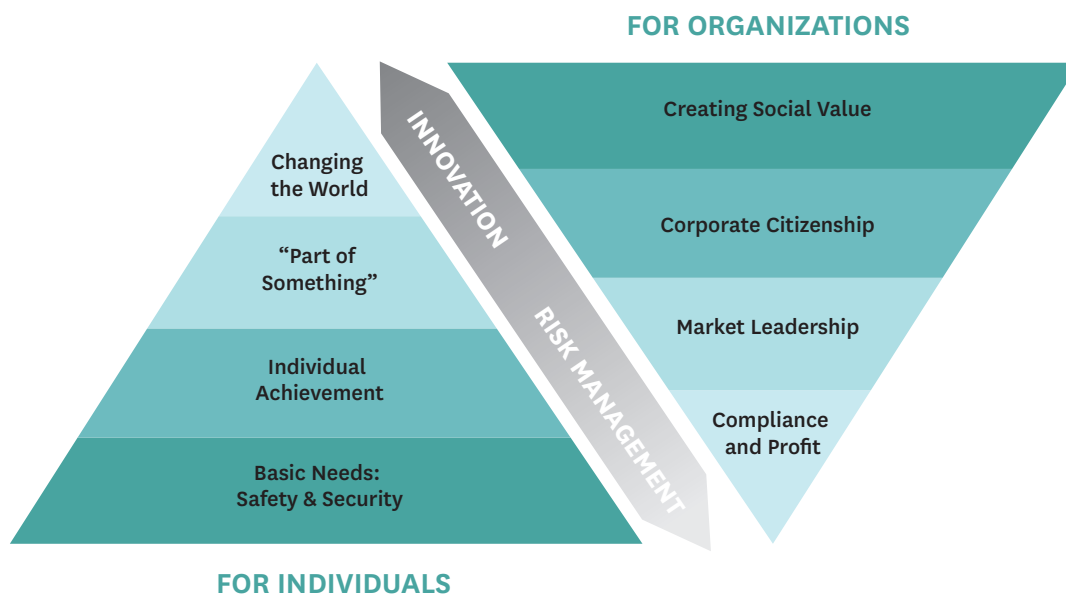 FOR ORGANIZATIONS
Creating Social Value
Corporate Citizenship
Market Leadership
Compliance
and Profit
INNOVATION
RISK MANAGEMENT
Changing
the World
“Part of
Something”
Individual
Achievement
Basic Needs:
Safety & Security
FOR INDIVIDUALS